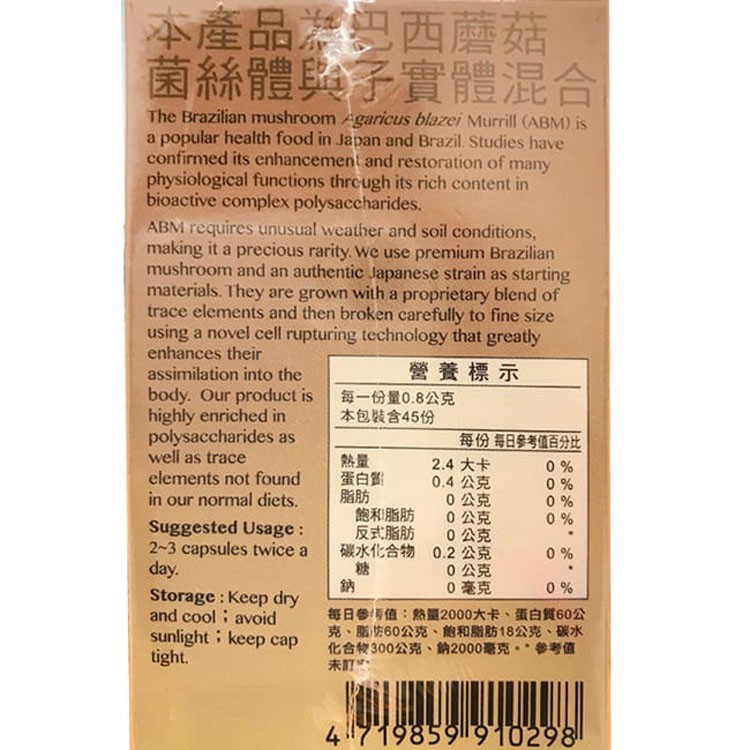 本產品為巴西蘑菇
菌絲體與子實體混合
The Brazilian mushroom Agaricus blazei Murrill (ABM) is
a popular health food in Japan and Brazil. Studies have
confirmed its enhancement and restoration of many
physiological functions through its rich content in
bioactive complex polysaccharides.
ABM requires unusual weather and soil conditions,
making it a precious rarity. We use premium Brazilian
mushroom and an authentic Japanese strain as starting
materials. They are grown with a proprietary blend of
trace elements and then broken carefully to fine size
using a novel cell rupturing technology that greatly
enhances their
assimilation into the
body. Our product is
highly enriched in
polysaccharides as
well as trace
elements not found
in our normal diets.
Suggested Usage :
2~3 capsules twice a
day.
Storage : Keep dry
and cool；avoid
sunlight；keep cap
tight.
營養標示
每一份量0.8公克
本包裝含45份
每份 每日參考值百分比
熱量 2.4 大卡 0 %
蛋白質 0.4 公克 0 %
脂肪 0 公克 0 %
飽和脂肪 0 公克 0 %
反式脂肪 0 公克 *
碳水化合物 0.2 公克 0 %
糖 0 公克 *
鈉 0 毫克 0 %
每日參考值：熱量2000大卡、蛋白質60公
克、脂肪60公克、飽和脂肪18公克、碳水
化合物300公克、鈉2000毫克。* 參考值
未訂定
4 719859 910298